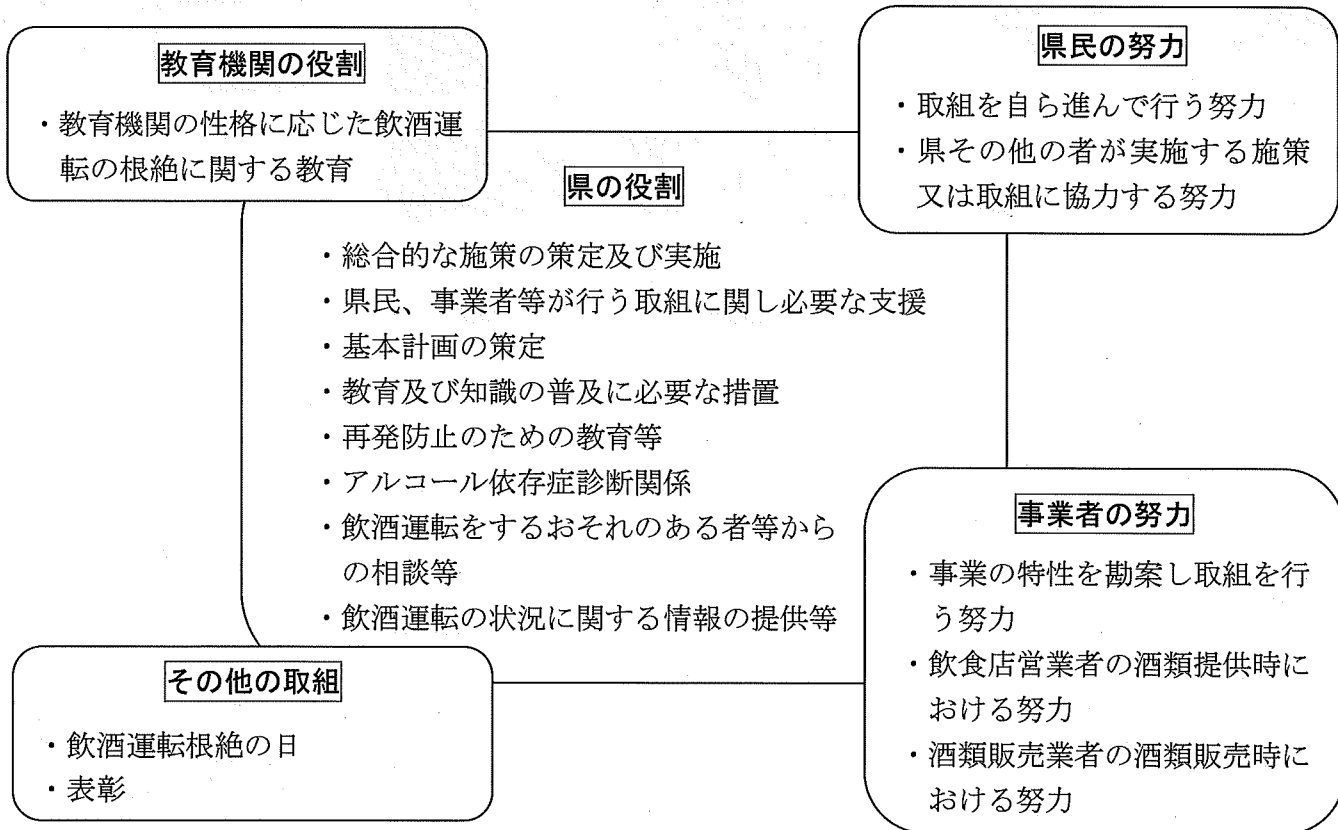 教育機関の役割
・教育機関の性格に応じた飲酒運
転の根絶に関する教育
県民の努力
・取組を自ら進んで行う努力
・県その他の者が実施する施策
又は取組に協力する努力
県の役割
・総合的な施策の策定及び実施
・県民、事業者等が行う取組に関し必要な支援
・基本計画の策定
・教育及び知識の普及に必要な措置
・再発防止のための教育等
・アルコール依存症診断関係
・飲酒運転をするおそれのある者等から
の相談等
・飲酒運転の状況に関する情報の提供等
その他の取組
・飲酒運転根絶の日
・表彰
事業者の努力
・事業の特性を勘案し取組を行
う努力
・飲食店営業者の酒類提供時に
おける努力
・酒類販売業者の酒類販売時に
おける努力